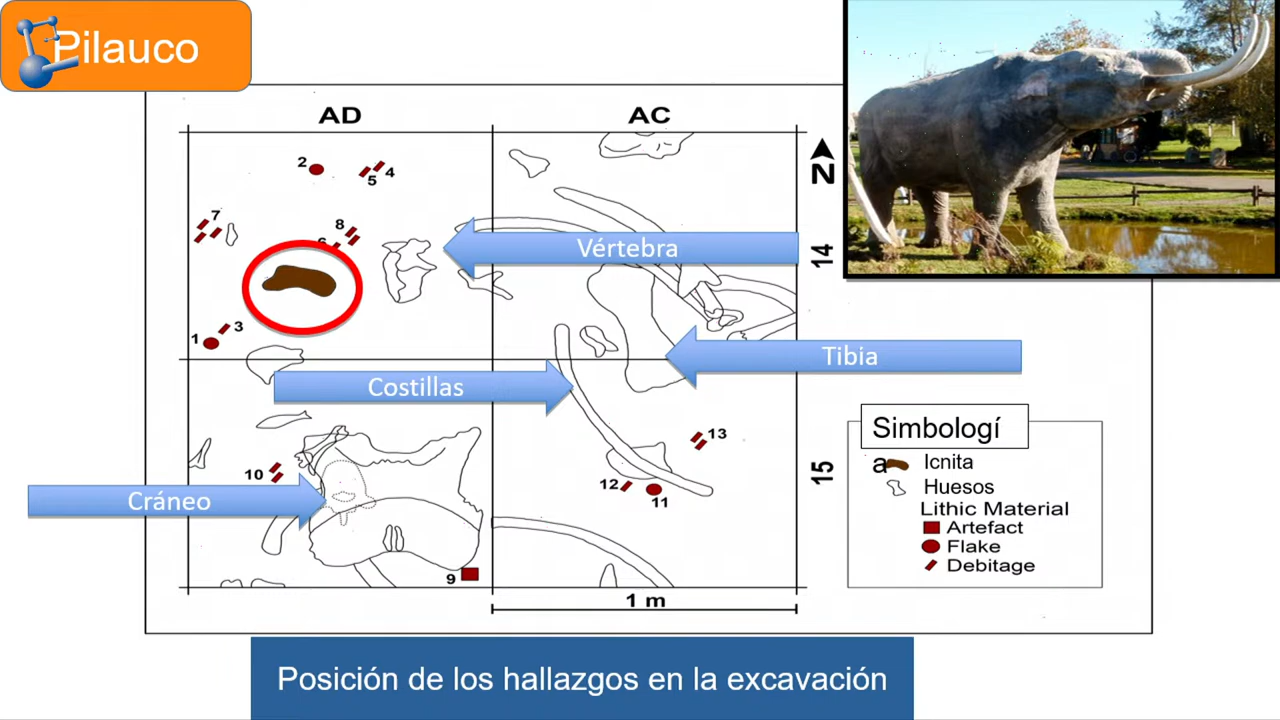 Pilauco
AD
AC
N
2
4
5
7
8
6
14
Vértebra
1
3
Tibia
Costillas
13
Simbologí
a
Icnita
Huesos
Lithic Material
Artefact
Flake
Debitage
15
10
12
11
Cráneo
9
1 m
Posición de los hallazgos en la excavación